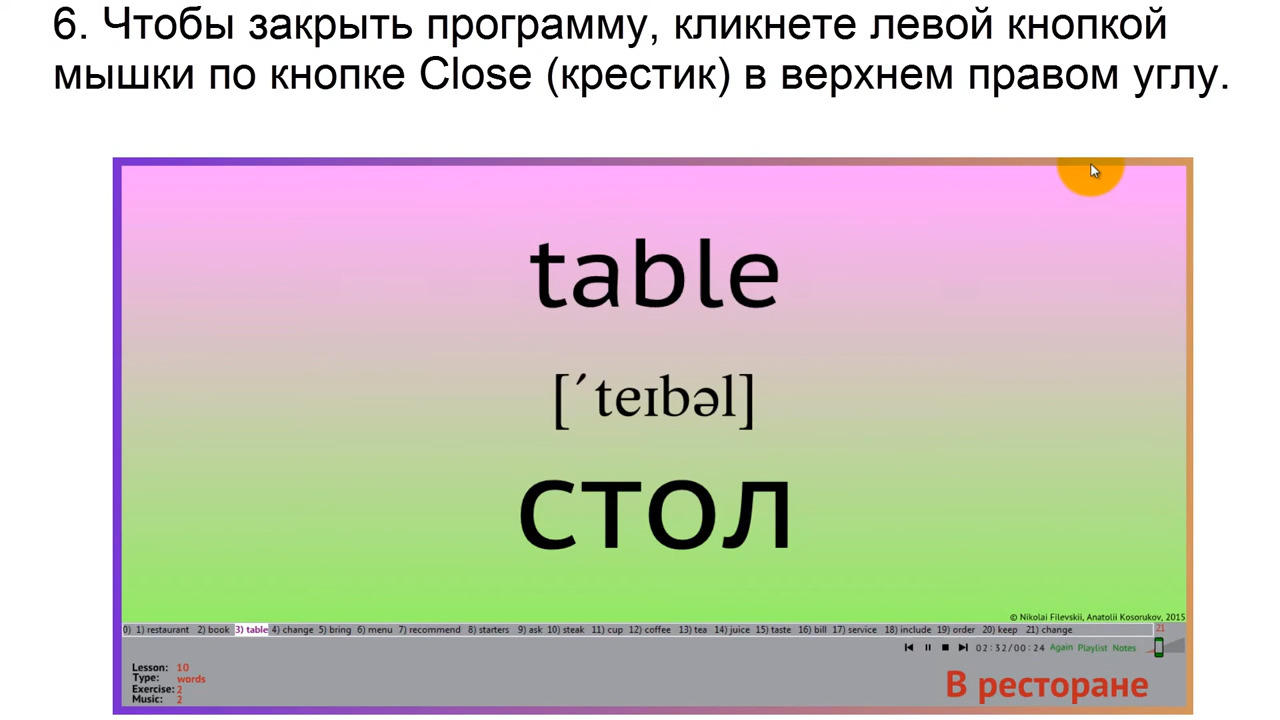 6. Чтобы закрыть программу, кликнете левой кнопкой
мышки по кнопке Close (крестик) в верхнем правом углу.
table
[ˊteɪbəl]
стол
© Nikolai Filevskii, Anatolii Kosorukov, 2015
0) 1) restaurant 2) book 3) table 4) change 5) bring 6) menu 7) recommend 8) starters 9) ask 10) steak 11) cup 12) coffee 13) tea 14) juice 15) taste 16) bill 17) service 18) include 19) order 20) keep 21) change 21
02:32/00:24 Again Playlist Notes
Lesson: 10
Type: words
Exercise: 2
Music: 2
В ресторане